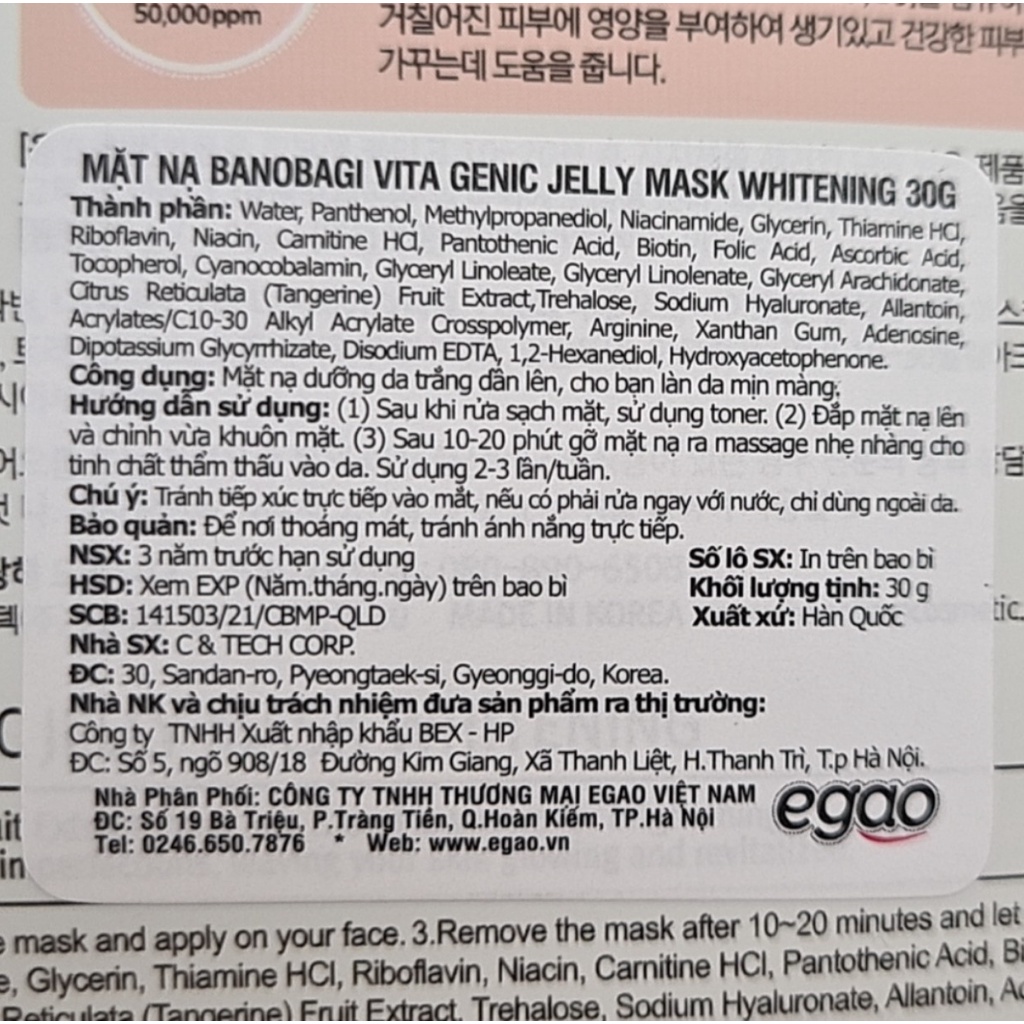 50,000ppm
거칠어진 피부에 영양을 부여하여 생기있고 건강한 피부
가꾸는데 도움을 줍니다.
제품
MẶT NẠ BANOBAGI VITA GENIC JELLY MASK WHITENING 30G
Thành phần: Water, Panthenol, Methylpropanediol, Niacinamide, Glycerin, Thiamine HCl,
Riboflavin, Niacin, Carnitine HCl, Pantothenic Acid, Biotin, Folic Acid, Ascorbic Acid,
Tocopherol, Cyanocobalamin, Glyceryl Linoleate, Glyceryl Linolenate, Glyceryl Arachidonate,
Citrus Reticulata (Tangerine) Fruit Extract,Trehalose, Sodium Hyaluronate, Allantoin,
Acrylates/C10-30 Alkyl Acrylate Crosspolymer, Arginine, Xanthan Gum, Adenosine,
Dipotassium Glycyrrhizate, Disodium EDTA, 1,2-Hexanediol, Hydroxyacetophenone.
Công dụng: Mặt nạ dưỡng da trắng dần lên, cho bạn làn da mịn màng.
Hướng dẫn sử dụng: (1) Sau khi rửa sạch mặt, sử dụng toner. (2) Đắp mặt nạ lên
và chỉnh vừa khuôn mặt. (3) Sau 10-20 phút gỡ mặt nạ ra massage nhẹ nhàng cho
tinh chất thẩm thấu vào da. Sử dụng 2-3 lần/tuần.
Chú ý: Tránh tiếp xúc trực tiếp vào mắt, nếu có phải rửa ngay với nước, chỉ dùng ngoài da.
Bảo quản: Để nơi thoáng mát, tránh ánh nắng trực tiếp.
NSX: 3 năm trước hạn sử dụng Số lô SX: In trên bao bì
HSD: Xem EXP (Năm.tháng.ngày) trên bao bì Khối lượng tịnh: 30 g
SCB: 141503/21/CBMP-QLD Xuất xứ: Hàn Quốc
Nhà SX: C & TECH CORP.
ĐC: 30, Sandan-ro, Pyeongtaek-si, Gyeonggi-do, Korea.
Nhà NK và chịu trách nhiệm đưa sản phẩm ra thị trường:
Công ty TNHH Xuất nhập khẩu BEX - HP
ĐC: Số 5, ngõ 908/18 Đường Kim Giang, Xã Thanh Liệt, H.Thanh Trì, T.p Hà Nội.
Nhà Phân Phối: CÔNG TY TNHH THƯƠNG MẠI EGAO VIỆT NAM
ĐC: Số 19 Bà Triệu, P.Tràng Tiền, Q.Hoàn Kiếm, TP.Hà Nội
Tel: 0246.650.7876 * Web: www.egao.vn
egao
mask and apply on your face. 3.Remove the mask after 10~20 minutes and let
Glycerin, Thiamine HCl, Riboflavin, Niacin, Carnitine HCl, Pantothenic Acid,
Reticulata (Tangerine) Fruit Extract, Trehalose, Sodium Hyaluronate, Allantoin,